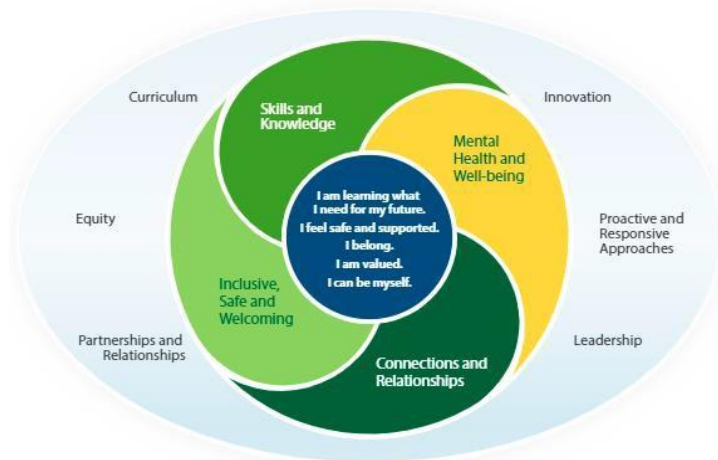 Curriculum
Innovation
Skills and
Knowledge
Mental
Health and
Well-being
I am learning what
I need for my future.
I feel safe and supported.
I belong.
I am valued.
I can be myself.
Equity
Proactive and
Responsive
Approaches
Inclusive,
Safe and
Welcoming
Partnerships and
Relationships
Leadership
Connections and
Relationships